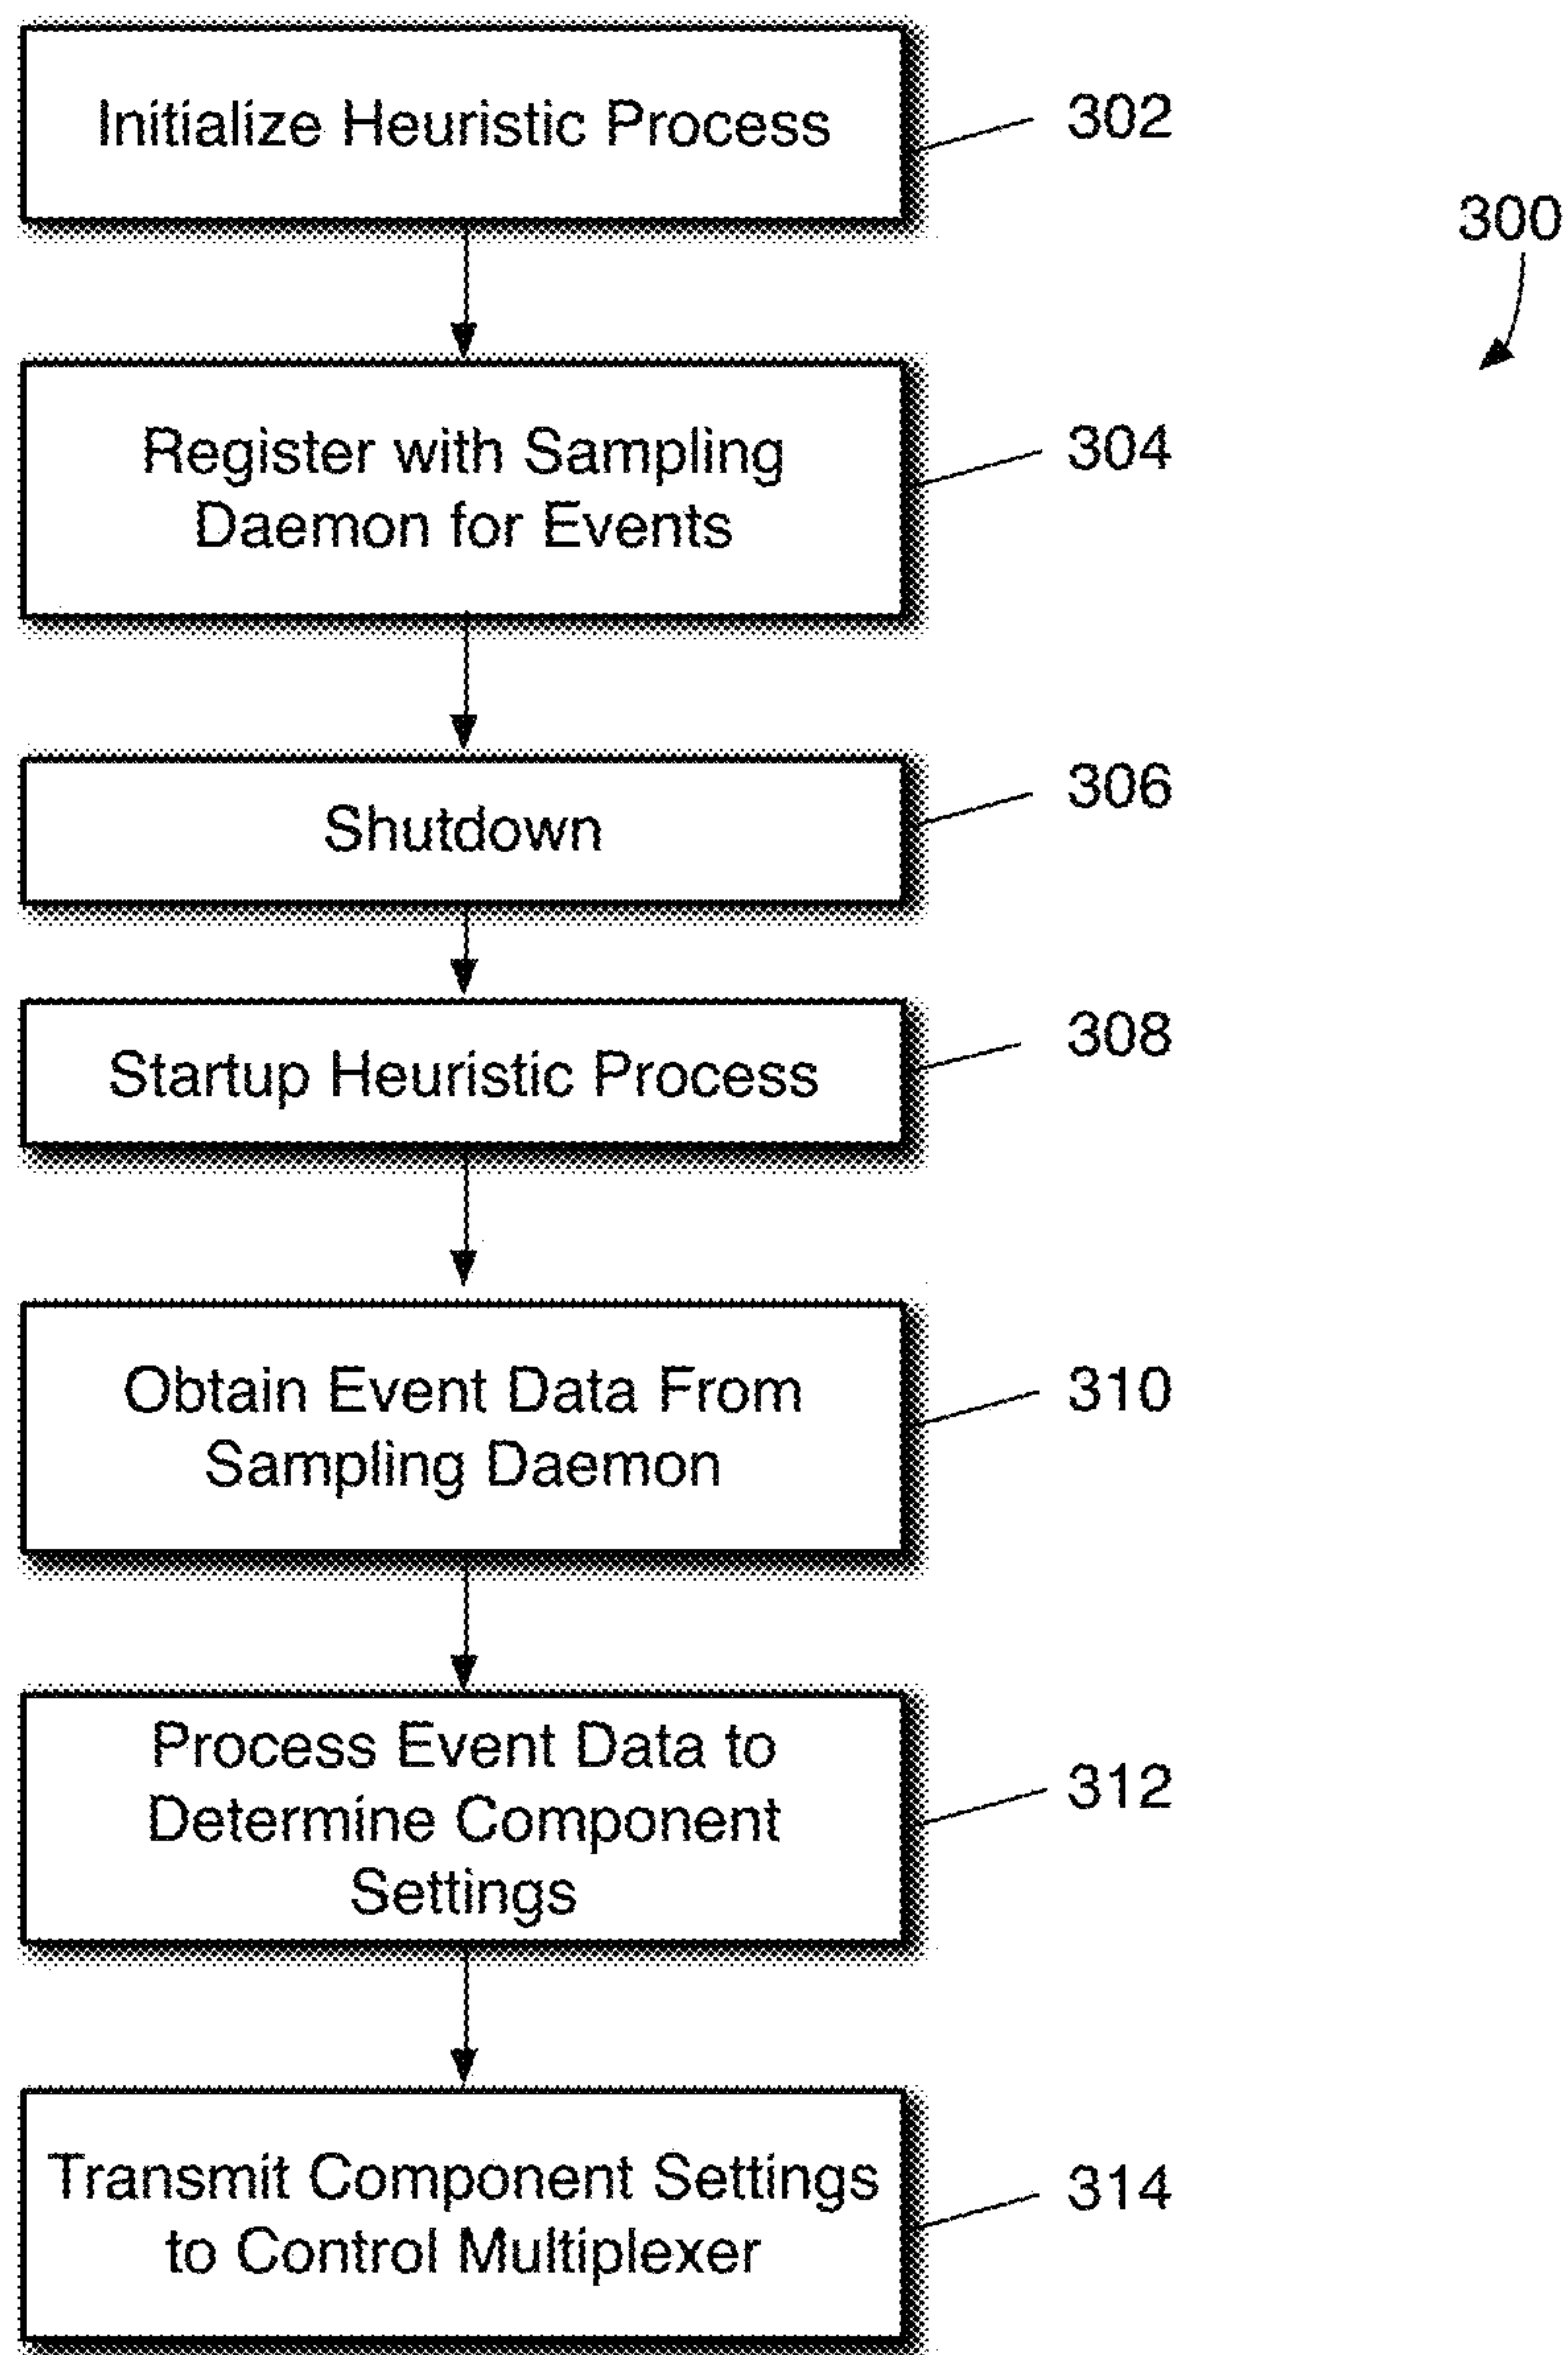 Initialize Heuristic Process
302
300
Register with Sampling
Daemon for Events
304
Shutdown
306
Startup Heuristic Process
308
Obtain Event Data From
Sampling Daemon
310
Process Event Data to
Determine Component
Settings
312
Transmit Component Settings
to Control Multiplexer
314